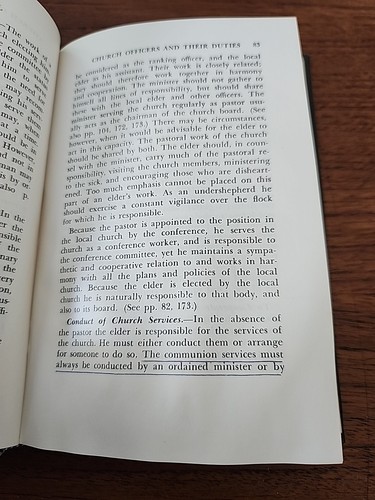 CHURCH OFFICERS AND THEIR DUTIES 85
be considered as the ranking officer, and the local
elder as his assistant. Their work is closely related;
they should therefore work together in harmony
and cooperation. The minister should not gather to
himself all lines of responsibility, but should share
these with the local elder and other officers. The
minister serving the church regularly as pastor usu-
ally acts as the chairman of the church board. (See
also pp. 104, 172, 173.) There may be circumstances,
however, when it would be advisable for the elder to
act in this capacity. The pastoral work of the church
should be shared by both. The elder should, in coun-
sel with the minister, carry much of the pastoral re-
sponsibility, visiting the church members, ministering
to the sick, and encouraging those who are disheart-
ened. Too much emphasis cannot be placed on this
part of an elder's work. As an undershepherd he
should exercise a constant vigilance over the flock
for which he is responsible.
Because the pastor is appointed to the position in
the local church by the conference, he serves the
church as a conference worker, and is responsible to
the conference committee, yet he maintains a sympa-
thetic and cooperative relation to and works in har-
mony with all the plans and policies of the local
church. Because the elder is elected by the local
church he is naturally responsible to that body, and
also to its board. (See pp. 82, 173.)
Conduct of Church Services.—In the absence of
the pastor the elder is responsible for the services of
the church. He must either conduct them or arrange
for someone to do so. The communion services must
always be conducted by an ordained minister or by